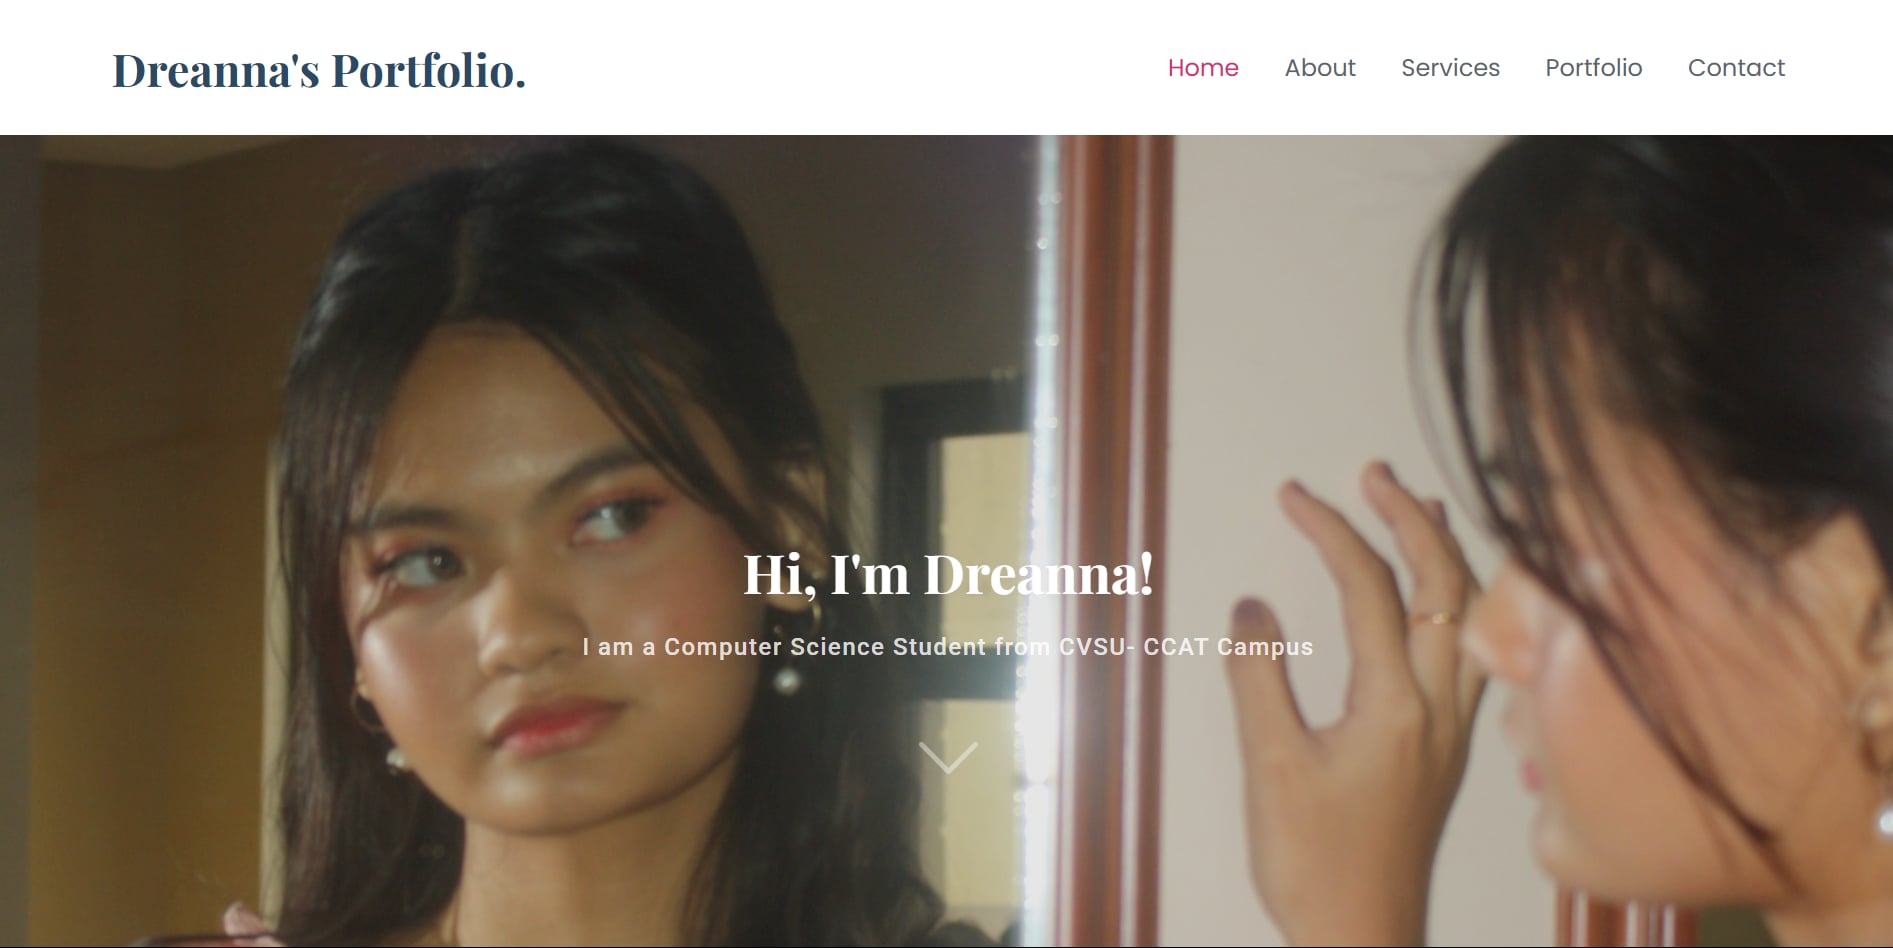 Dreanna's Portfolio.
Home About Services Portfolio Contact
Hi, I'm Dreanna!
I am a Computer Science Student from CVSU- CCAT Campus